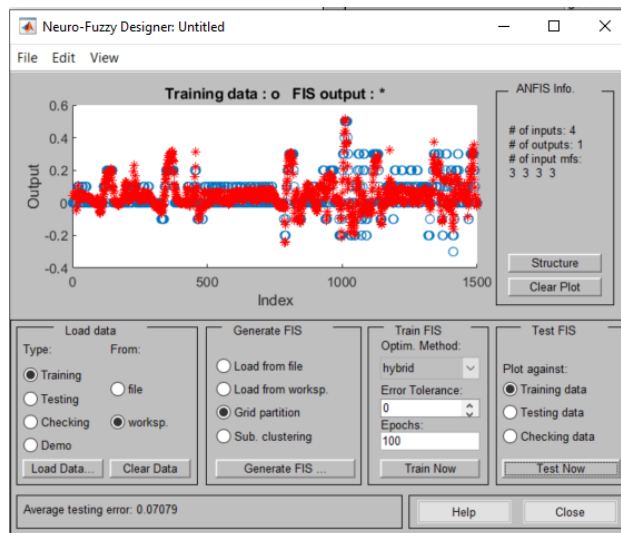 Neuro-Fuzzy Designer: Untitled
File Edit View
Training data : o FIS output : *
0.6
0.4
0.2
0
-0.2
-0.4
Output
0 500 1000 1500
Index
ANFIS Info.
# of inputs: 4
# of outputs: 1
# of input mfs:
3 3 3 3
Structure
Clear Plot
Load data
Type: From:
Training
Testing
Checking
Demo
file
worksp.
Load Data... Clear Data
Generate FIS
Load from file
Load from worksp.
Grid partition
Sub. clustering
Generate FIS ...
Train FIS
Optim. Method:
hybrid
Error Tolerance:
0
Epochs:
100
Train Now
Test FIS
Plot against:
Training data
Testing data
Checking data
Test Now
Average testing error: 0.07079
Help Close